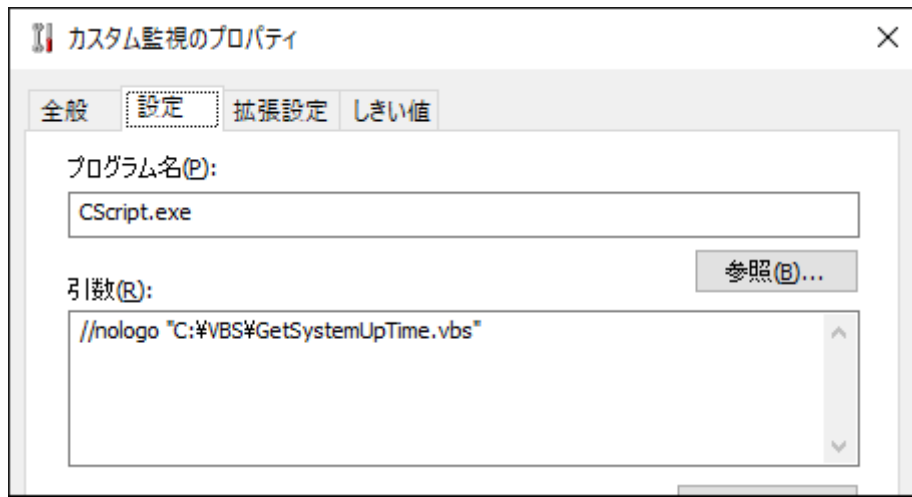 カスタム監視のプロパティ
全般 設定 拡張設定 しきい値
プログラム名(P):
CScript.exe
参照(B)...
引数(R):
//nologo "C:¥VBS¥GetSystemUpTime.vbs"